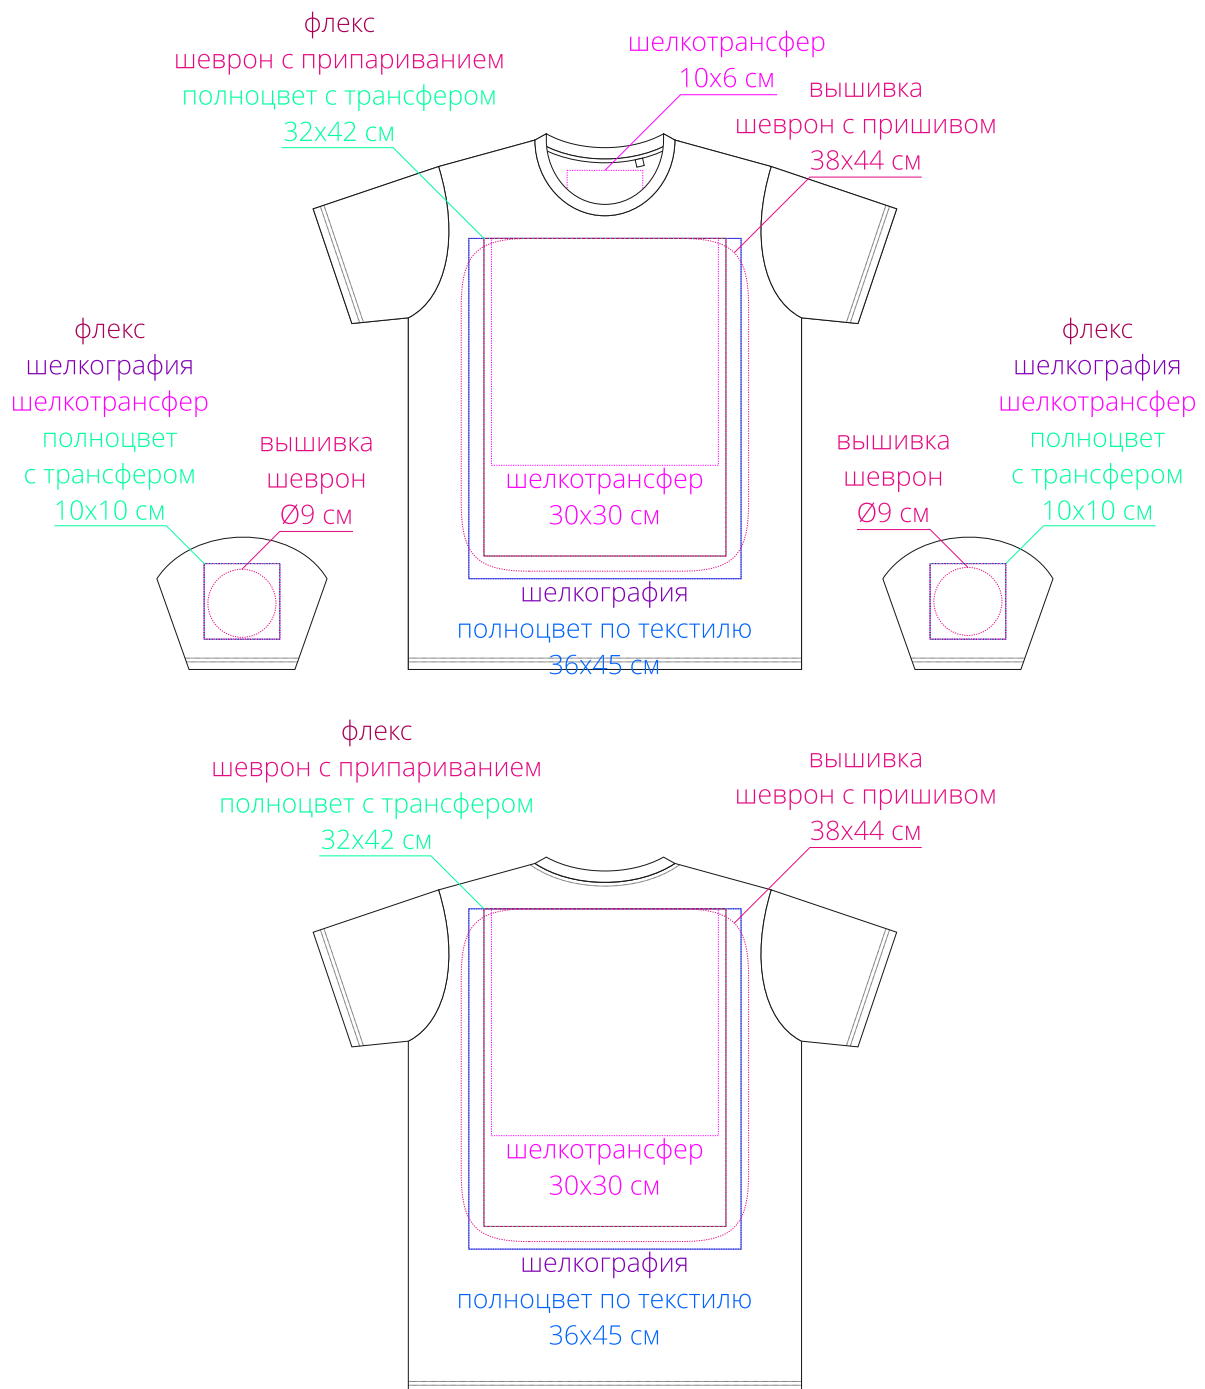 флекс
шеврон с припариванием
полноцвет с трансфером
32х42 см
шелкотрансфер
10х6 см
вышивка
шеврон с пришивом
38х44 см
флекс
шелкография
шелкотрансфер
полноцвет
с трансфером
10х10 см
вышивка
шеврон
Ø9 см
шелкотрансфер
30х30 см
шелкография
полноцвет по текстилю
36х45 см
вышивка
шеврон
Ø9 см
флекс
шелкография
шелкотрансфер
полноцвет
с трансфером
10х10 см
флекс
шеврон с припариванием
полноцвет с трансфером
32х42 см
вышивка
шеврон с пришивом
38х44 см
шелкотрансфер
30х30 см
шелкография
полноцвет по текстилю
36х45 см